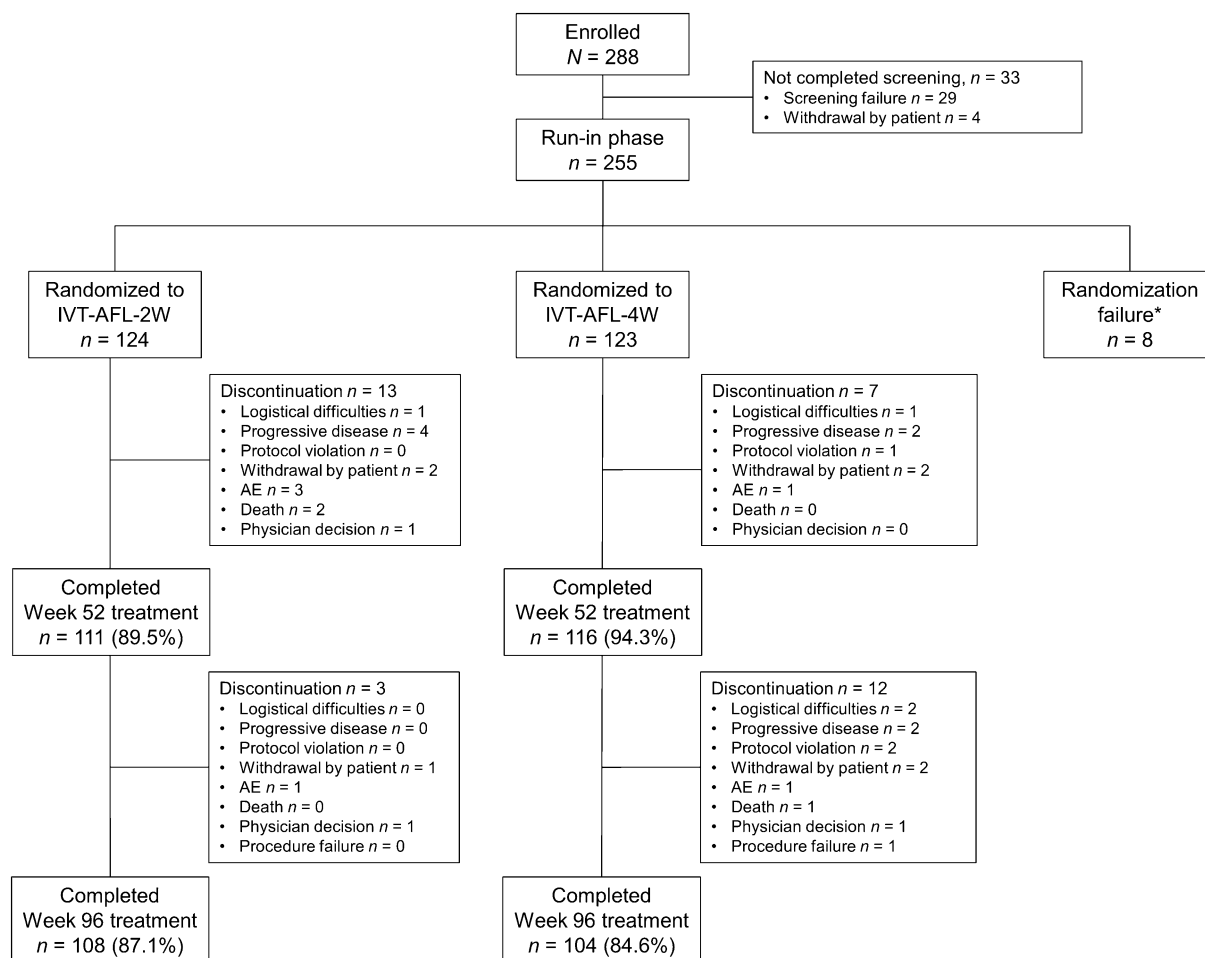 Enrolled
N = 288
Not completed screening, n = 33
• Screening failure n = 29
• Withdrawal by patient n = 4
Run-in phase
n = 255
Randomized to
IVT-AFL-2W
n = 124
Randomized to
IVT-AFL-4W
n = 123
Randomization
failure*
n = 8
Discontinuation n = 13
• Logistical difficulties n = 1
• Progressive disease n = 4
• Protocol violation n = 0
• Withdrawal by patient n = 2
• AE n = 3
• Death n = 2
• Physician decision n = 1
Discontinuation n = 7
• Logistical difficulties n = 1
• Progressive disease n = 2
• Protocol violation n = 1
• Withdrawal by patient n = 2
• AE n = 1
• Death n = 0
• Physician decision n = 0
Completed
Week 52 treatment
n = 111 (89.5%)
Completed
Week 52 treatment
n = 116 (94.3%)
Discontinuation n = 3
• Logistical difficulties n = 0
• Progressive disease n = 0
• Protocol violation n = 0
• Withdrawal by patient n = 1
• AE n = 1
• Death n = 0
• Physician decision n = 1
• Procedure failure n = 0
Discontinuation n = 12
• Logistical difficulties n = 2
• Progressive disease n = 2
• Protocol violation n = 2
• Withdrawal by patient n = 2
• AE n = 1
• Death n = 1
• Physician decision n = 1
• Procedure failure n = 1
Completed
Week 96 treatment
n = 108 (87.1%)
Completed
Week 96 treatment
n = 104 (84.6%)